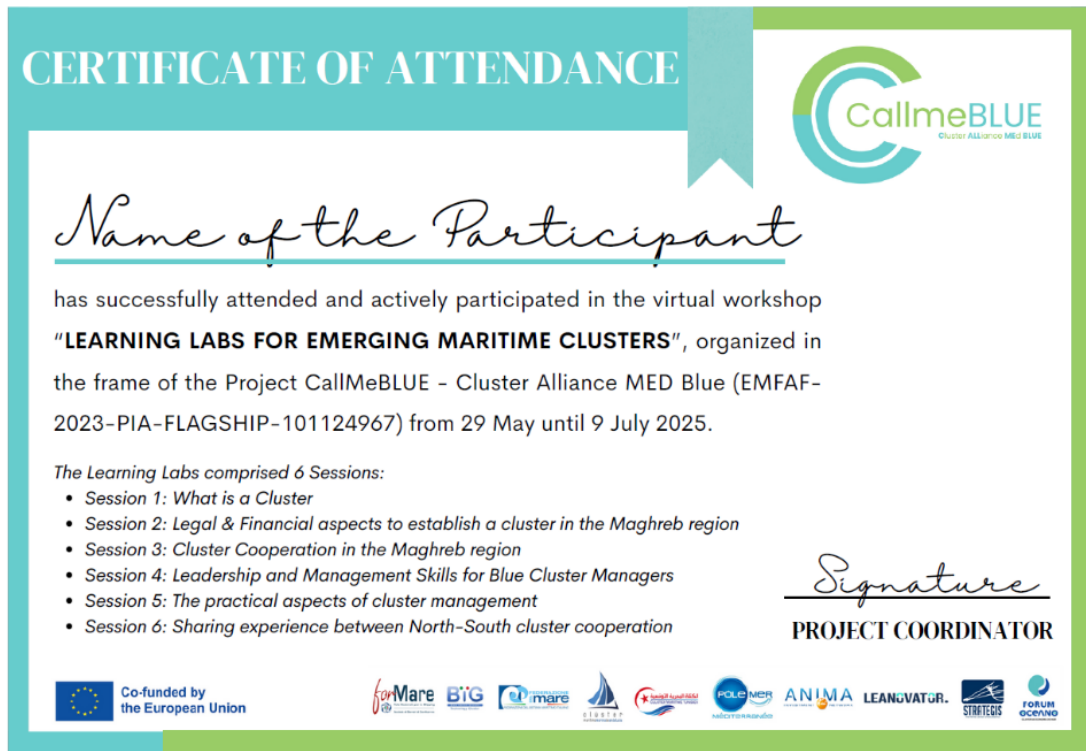 CERTIFICATE OF ATTENDANCE
CallmeBLUE
Cluster ALLiance MEd BLUE
Name of the Participant
has successfully attended and actively participated in the virtual workshop
“LEARNING LABS FOR EMERGING MARITIME CLUSTERS”, organized in
the frame of the Project CallMeBLUE - Cluster Alliance MED Blue (EMFAF-
2023-PIA-FLAGSHIP-101124967) from 29 May until 9 July 2025.
The Learning Labs comprised 6 Sessions:
• Session 1: What is a Cluster
• Session 2: Legal & Financial aspects to establish a cluster in the Maghreb region
• Session 3: Cluster Cooperation in the Maghreb region
• Session 4: Leadership and Management Skills for Blue Cluster Managers
• Session 5: The practical aspects of cluster management
• Session 6: Sharing experience between North-South cluster cooperation
Signature
PROJECT COORDINATOR
Co-funded by
the European Union
forMare
BIG
FEDERAZIONE
mare
cluster
POLE MER
MÉDITERRANÉE
ANIMA
LEANOVATOR.
STRATEGIS
FORUM
OCEANO